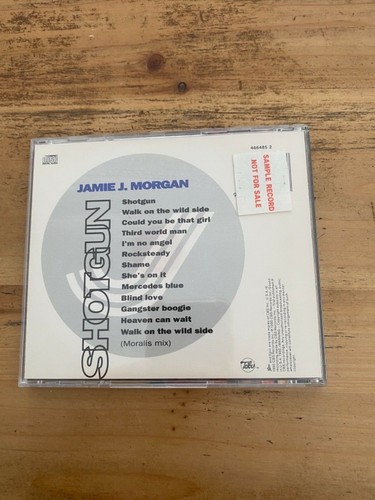 466493 2
SAMPLE RECORD
NOT FOR SALE
JAMIE J. MORGAN
SHOTGUN
Shotgun
Walk on the wild side
Could you be that girl
Third world man
I'm no angel
Rocksteady
Shame
She's on it
Mercedes blue
Blind love
Gangster boogie
Heaven can wait
Walk on the wild side
(Moralis mix)